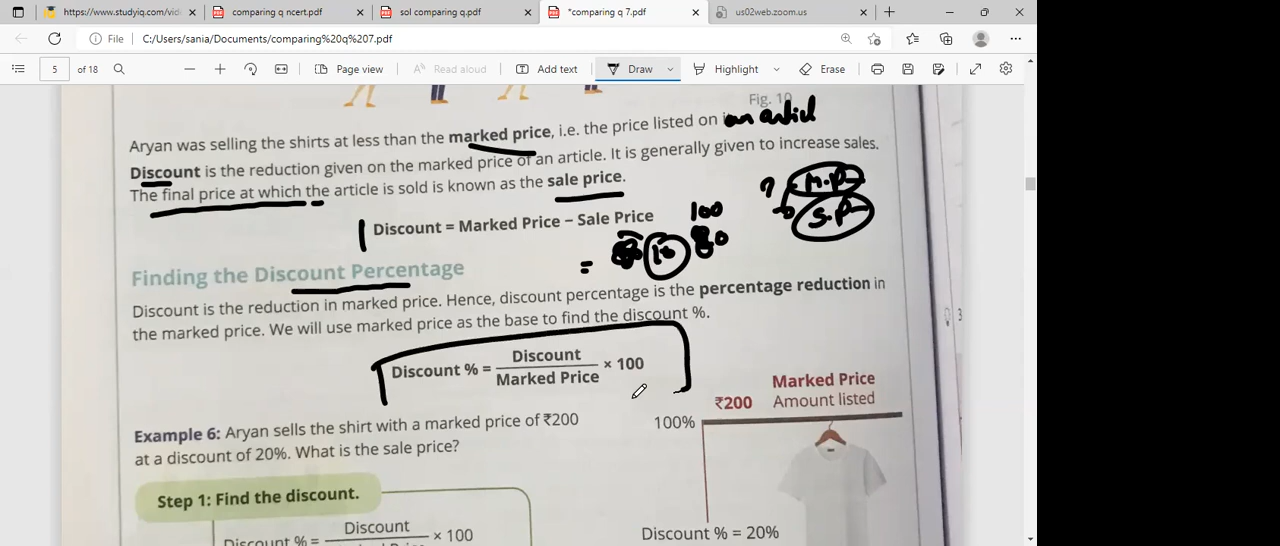 https://www.studyiq.com/vid
comparing q ncert.pdf
sol comparing q.pdf
*comparing q 7.pdf
us02web.zoom.us
File
C:/Users/sania/Documents/comparing%20q%207.pdf
5 of 18
Page view
Read aloud
Add text
Draw
Highlight
Erase
Fig. 10
Aryan was selling the shirts at less than the marked price, i.e. the price listed on an articl
Discount is the reduction given on the marked price of an article. It is generally given to increase sales.
The final price at which the article is sold is known as the sale price.
? M.P
S.P
Discount = Marked Price − Sale Price
100
= 10 80
Finding the Discount Percentage
Discount is the reduction in marked price. Hence, discount percentage is the percentage reduction in
the marked price. We will use marked price as the base to find the discount %.
3
Discount % = Discount / Marked Price × 100
Marked Price
₹200 Amount listed
100%
Example 6: Aryan sells the shirt with a marked price of ₹200
at a discount of 20%. What is the sale price?
Step 1: Find the discount.
Discount % = Discount × 100
Discount % = 20%